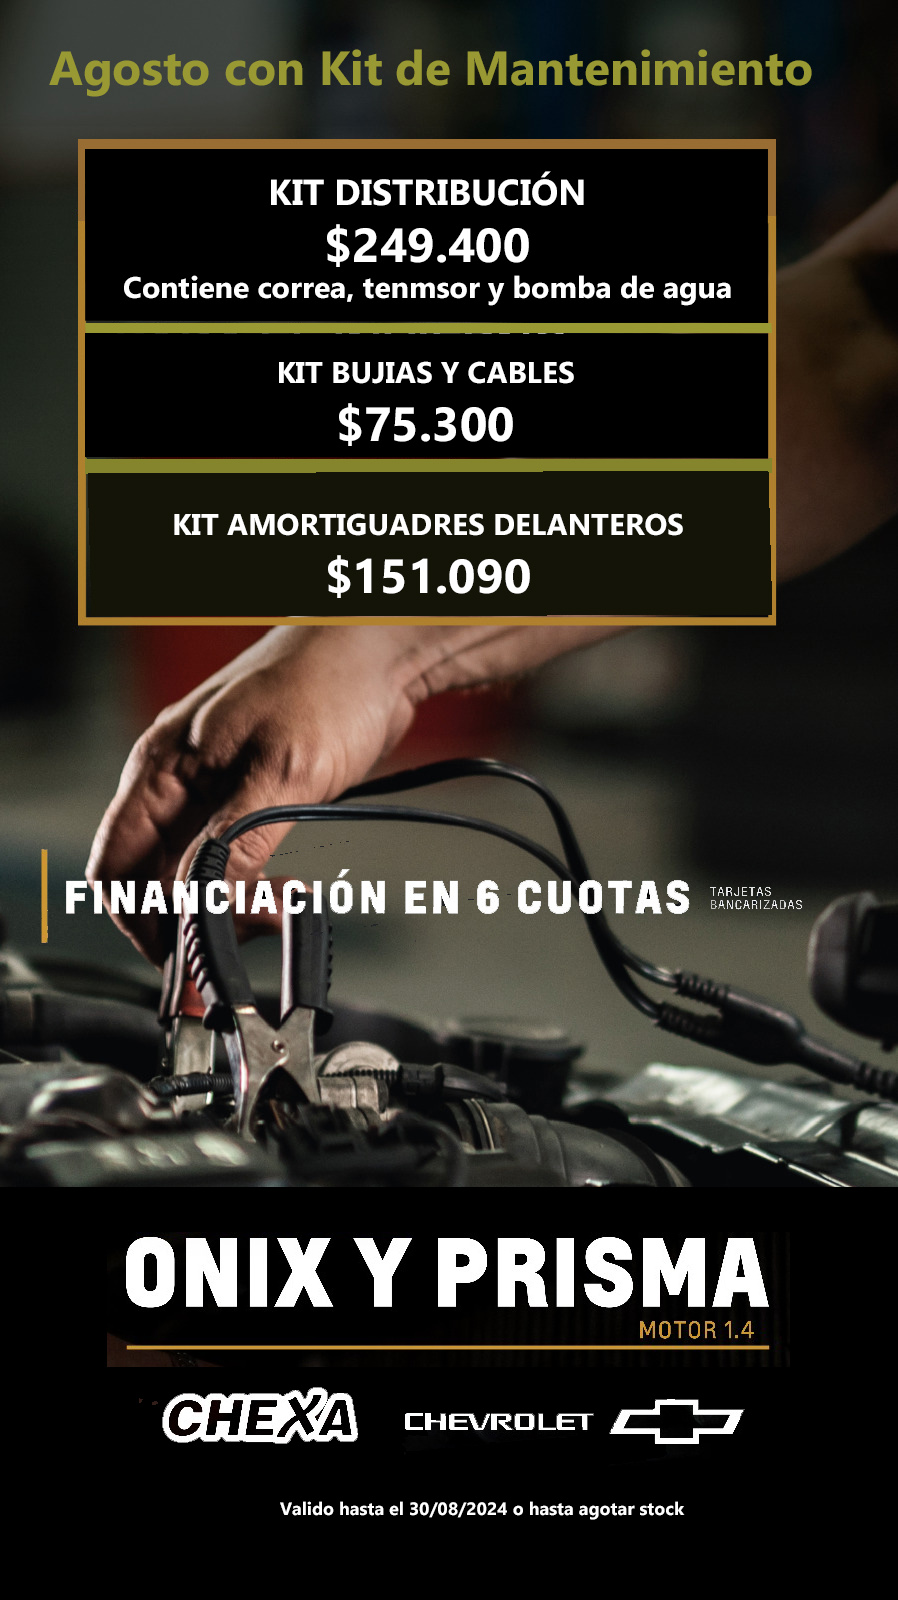 Agosto con Kit de Mantenimiento
KIT DISTRIBUCIÓN
$249.400
Contiene correa, tenmsor y bomba de agua
KIT BUJIAS Y CABLES
$75.300
KIT AMORTIGUADRES DELANTEROS
$151.090
FINANCIACIÓN EN 6 CUOTAS
TARJETAS
BANCARIZADAS
ONIX Y PRISMA
MOTOR 1.4
CHEXA
CHEVROLET
Valido hasta el 30/08/2024 o hasta agotar stock